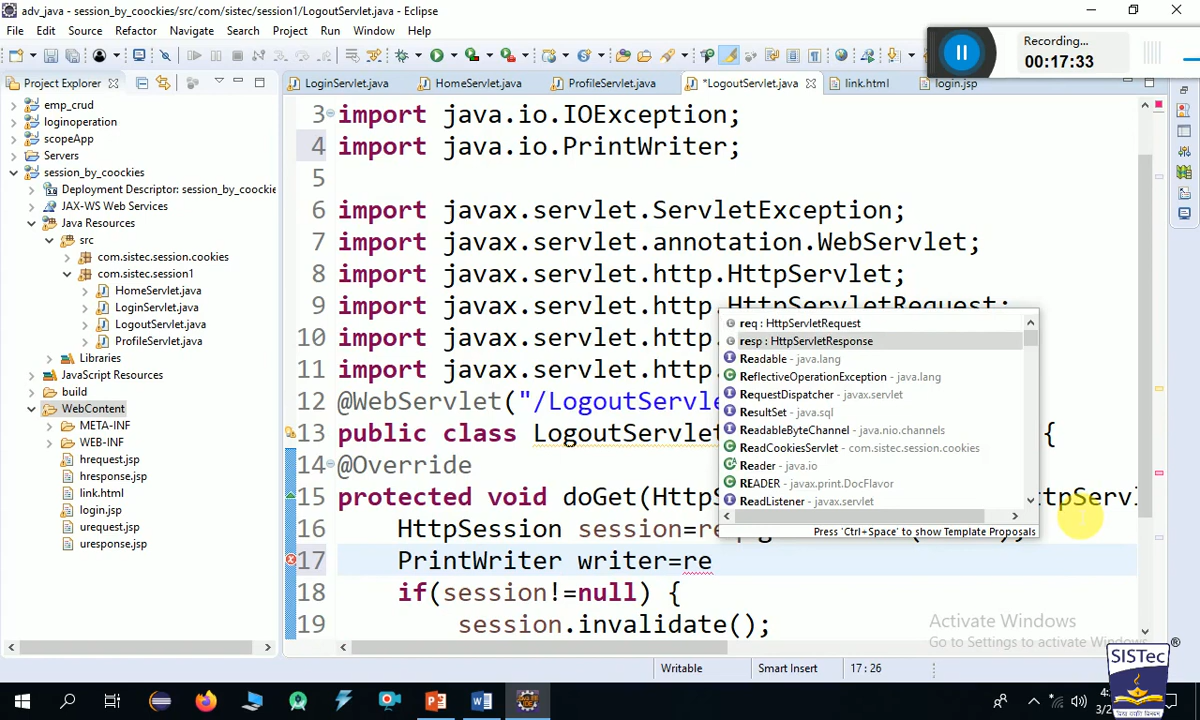 adv_java - session_by_coockies/src/com/sistec/session1/LogoutServlet.java - Eclipse
File Edit Source Refactor Navigate Search Project Run Window Help
Recording...
00:17:33
Project Explorer
LoginServlet.java
HomeServlet.java
ProfileServlet.java
*LogoutServlet.java
link.html
login.jsp
emp_crud
loginoperation
scopeApp
Servers
session_by_coockies
Deployment Descriptor: session_by_coockie
JAX-WS Web Services
Java Resources
src
com.sistec.session.cookies
com.sistec.session1
HomeServlet.java
LoginServlet.java
LogoutServlet.java
ProfileServlet.java
Libraries
JavaScript Resources
build
WebContent
META-INF
WEB-INF
hrequest.jsp
hresponse.jsp
link.html
login.jsp
urequest.jsp
uresponse.jsp
3 import java.io.IOException;
4 import java.io.PrintWriter;
5
6 import javax.servlet.ServletException;
7 import javax.servlet.annotation.WebServlet;
8 import javax.servlet.http.HttpServlet;
9 import javax.servlet.http.HttpServletRequest;
10 import javax.servlet.http.
11 import javax.servlet.http.
12 @WebServlet("/LogoutServle
13 public class LogoutServlet {
14 @Override
15 protected void doGet(HttpS ttpServl
16 HttpSession session=re
17 PrintWriter writer=re
18 if(session!=null) {
19 session.invalidate();
req : HttpServletRequest
resp : HttpServletResponse
Readable - java.lang
ReflectiveOperationException - java.lang
RequestDispatcher - javax.servlet
ResultSet - java.sql
ReadableByteChannel - java.nio.channels
ReadCookiesServlet - com.sistec.session.cookies
Reader - java.io
READER - javax.print.DocFlavor
ReadListener - javax.servlet
Press 'Ctrl+Space' to show Template Proposals
Activate Windows
Go to Settings to activate Windows.
Writable
Smart Insert
17 : 26
SISTec